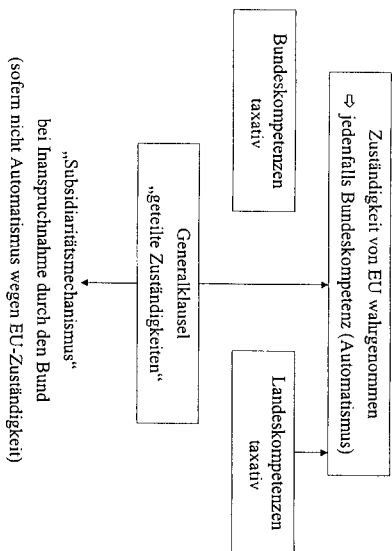 Zuständigkeit von EU wahrgenommen
⇨ jedenfalls Bundeskompetenz (Automatismus)
Bundeskompetenzen
taxativ
Landeskompetenzen
taxativ
Generalklausel
„geteilte Zuständigkeiten“
„Subsidiaritätsmechanismus“
bei Inanspruchnahme durch den Bund
(sofern nicht Automatismus wegen EU-Zuständigkeit)